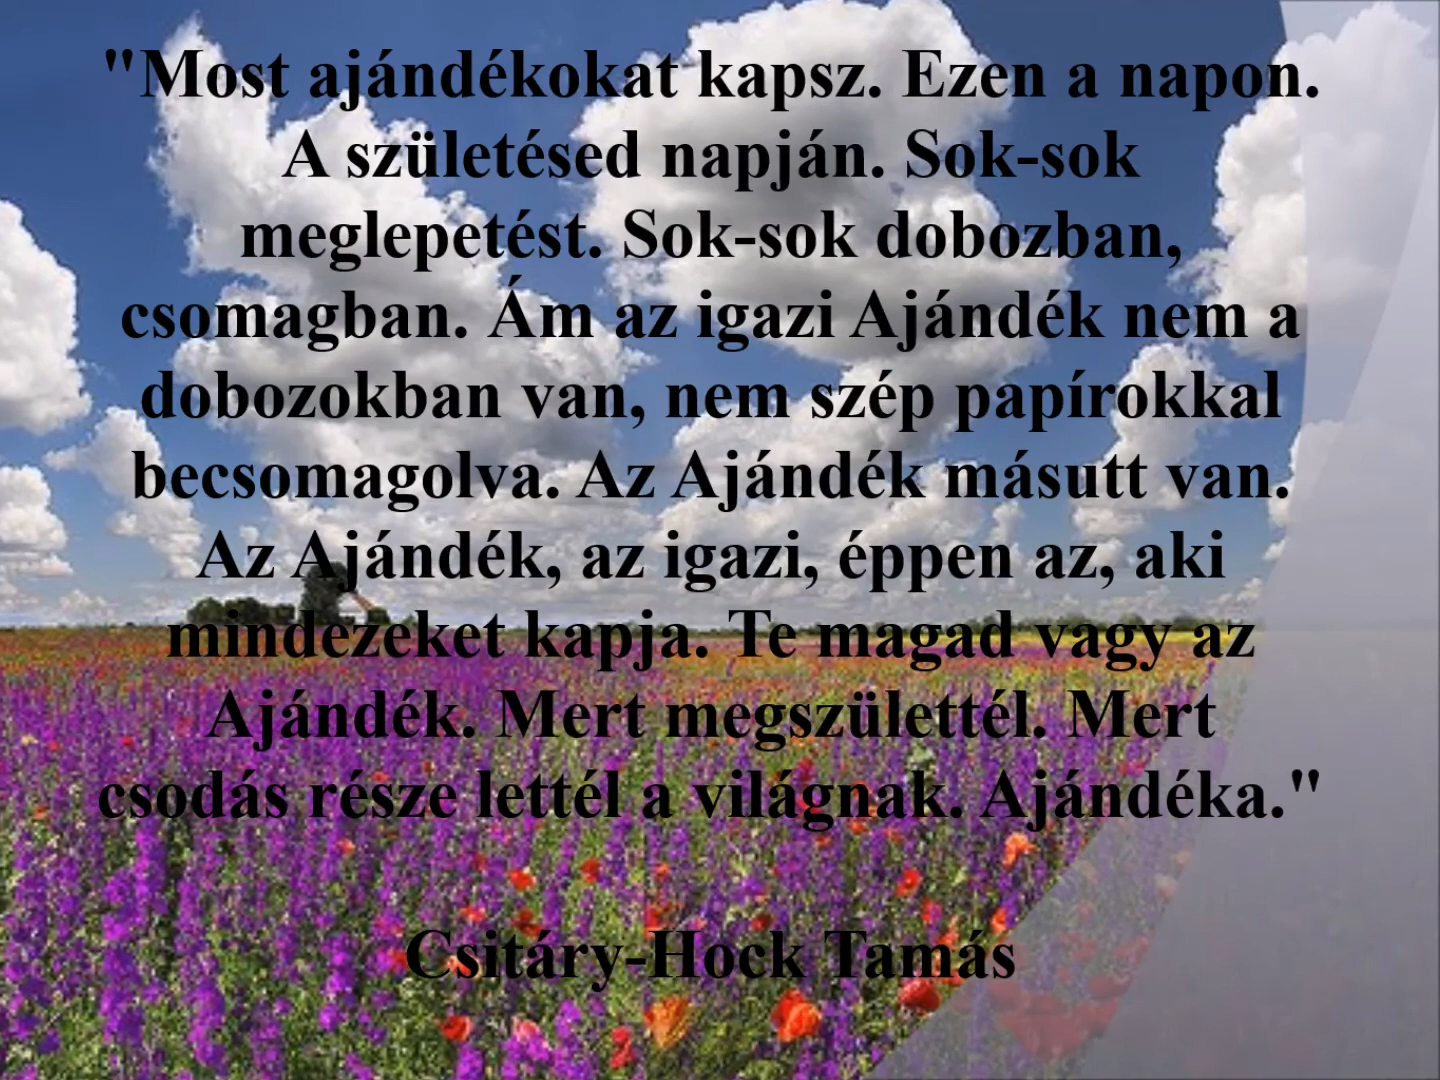 "Most ajándékokat kapsz. Ezen a napon.
A születésed napján. Sok-sok
meglepetést. Sok-sok dobozban,
csomagban. Ám az igazi Ajándék nem a
dobozokban van, nem szép papírokkal
becsomagolva. Az Ajándék másutt van.
Az Ajándék, az igazi, éppen az, aki
mindezeket kapja. Te magad vagy az
Ajándék. Mert megszülettél. Mert
csodás része lettél a világnak. Ajándéka."
Csitáry-Hock Tamás